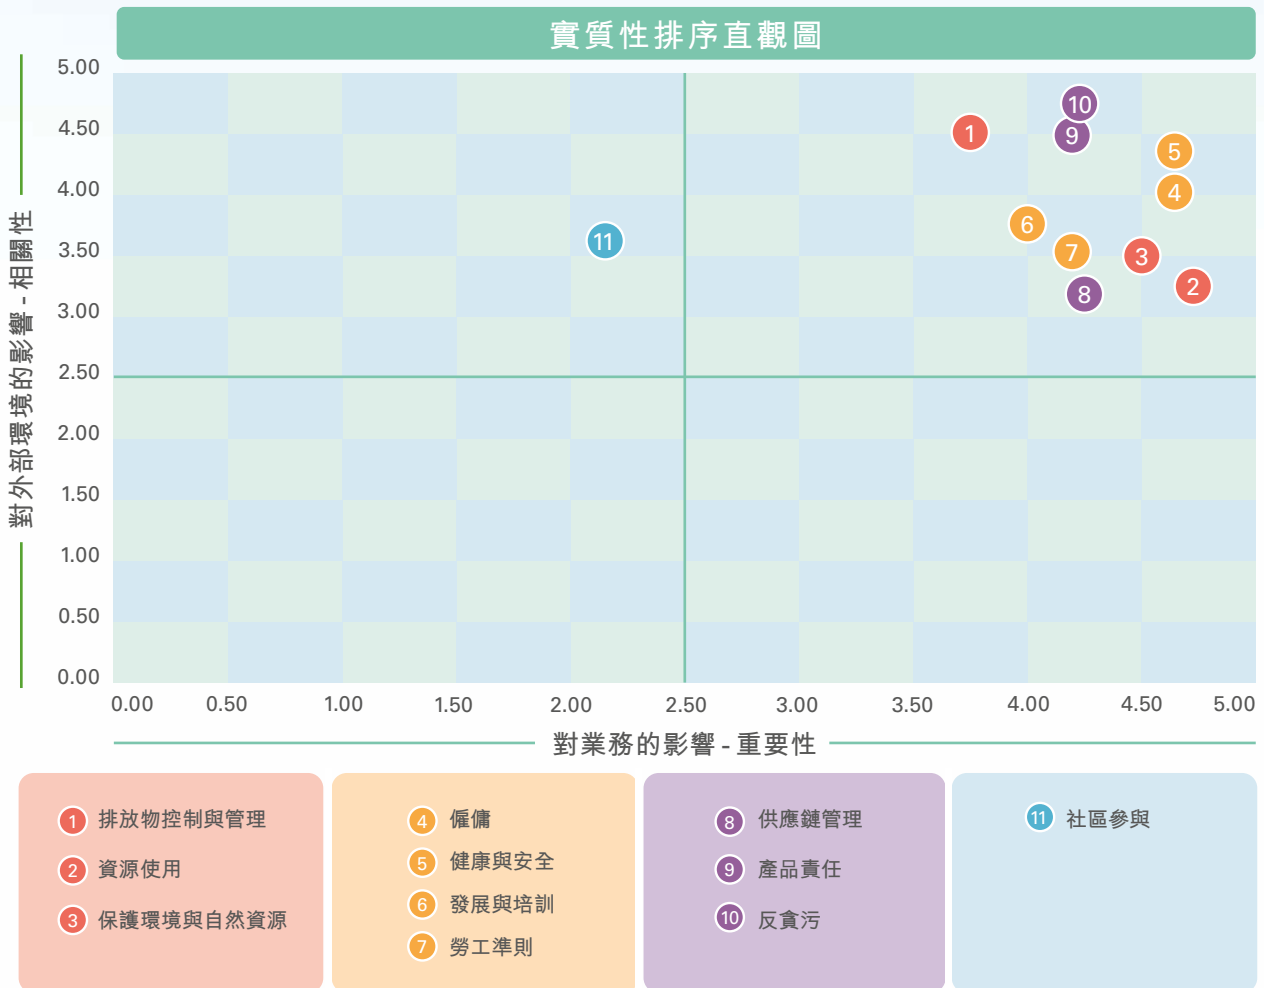 實質性排序直觀圖
對外部環境的影響-相關性
5.00
4.50
4.00
3.50
3.00
2.50
2.00
1.50
1.00
0.50
0.00
10
1
9
5
4
6
11
7
3
2
8
0.00 0.50 1.00 1.50 2.00 2.50 3.00 3.50 4.00 4.50 5.00
對業務的影響-重要性
1 排放物控制與管理
2 資源使用
3 保護環境與自然資源
4 僱傭
5 健康與安全
6 發展與培訓
7 勞工準則
8 供應鏈管理
9 產品責任
10 反貪污
11 社區參與